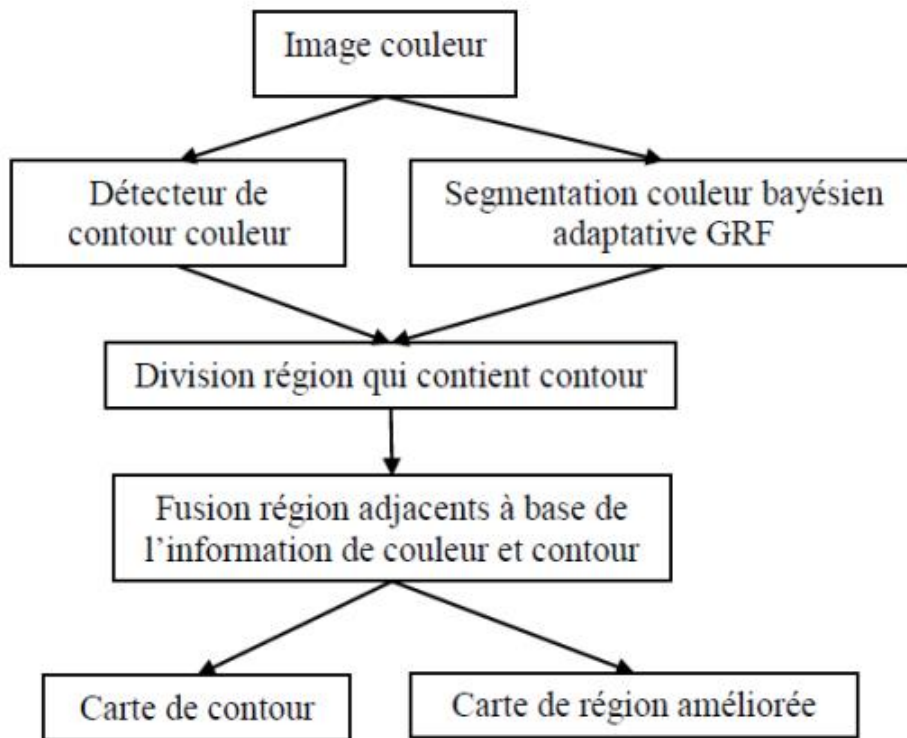 Image couleur
Détecteur de
contour couleur
Segmentation couleur bayésien
adaptative GRF
Division région qui contient contour
Fusion région adjacents à base de
l'information de couleur et contour
Carte de contour
Carte de région améliorée